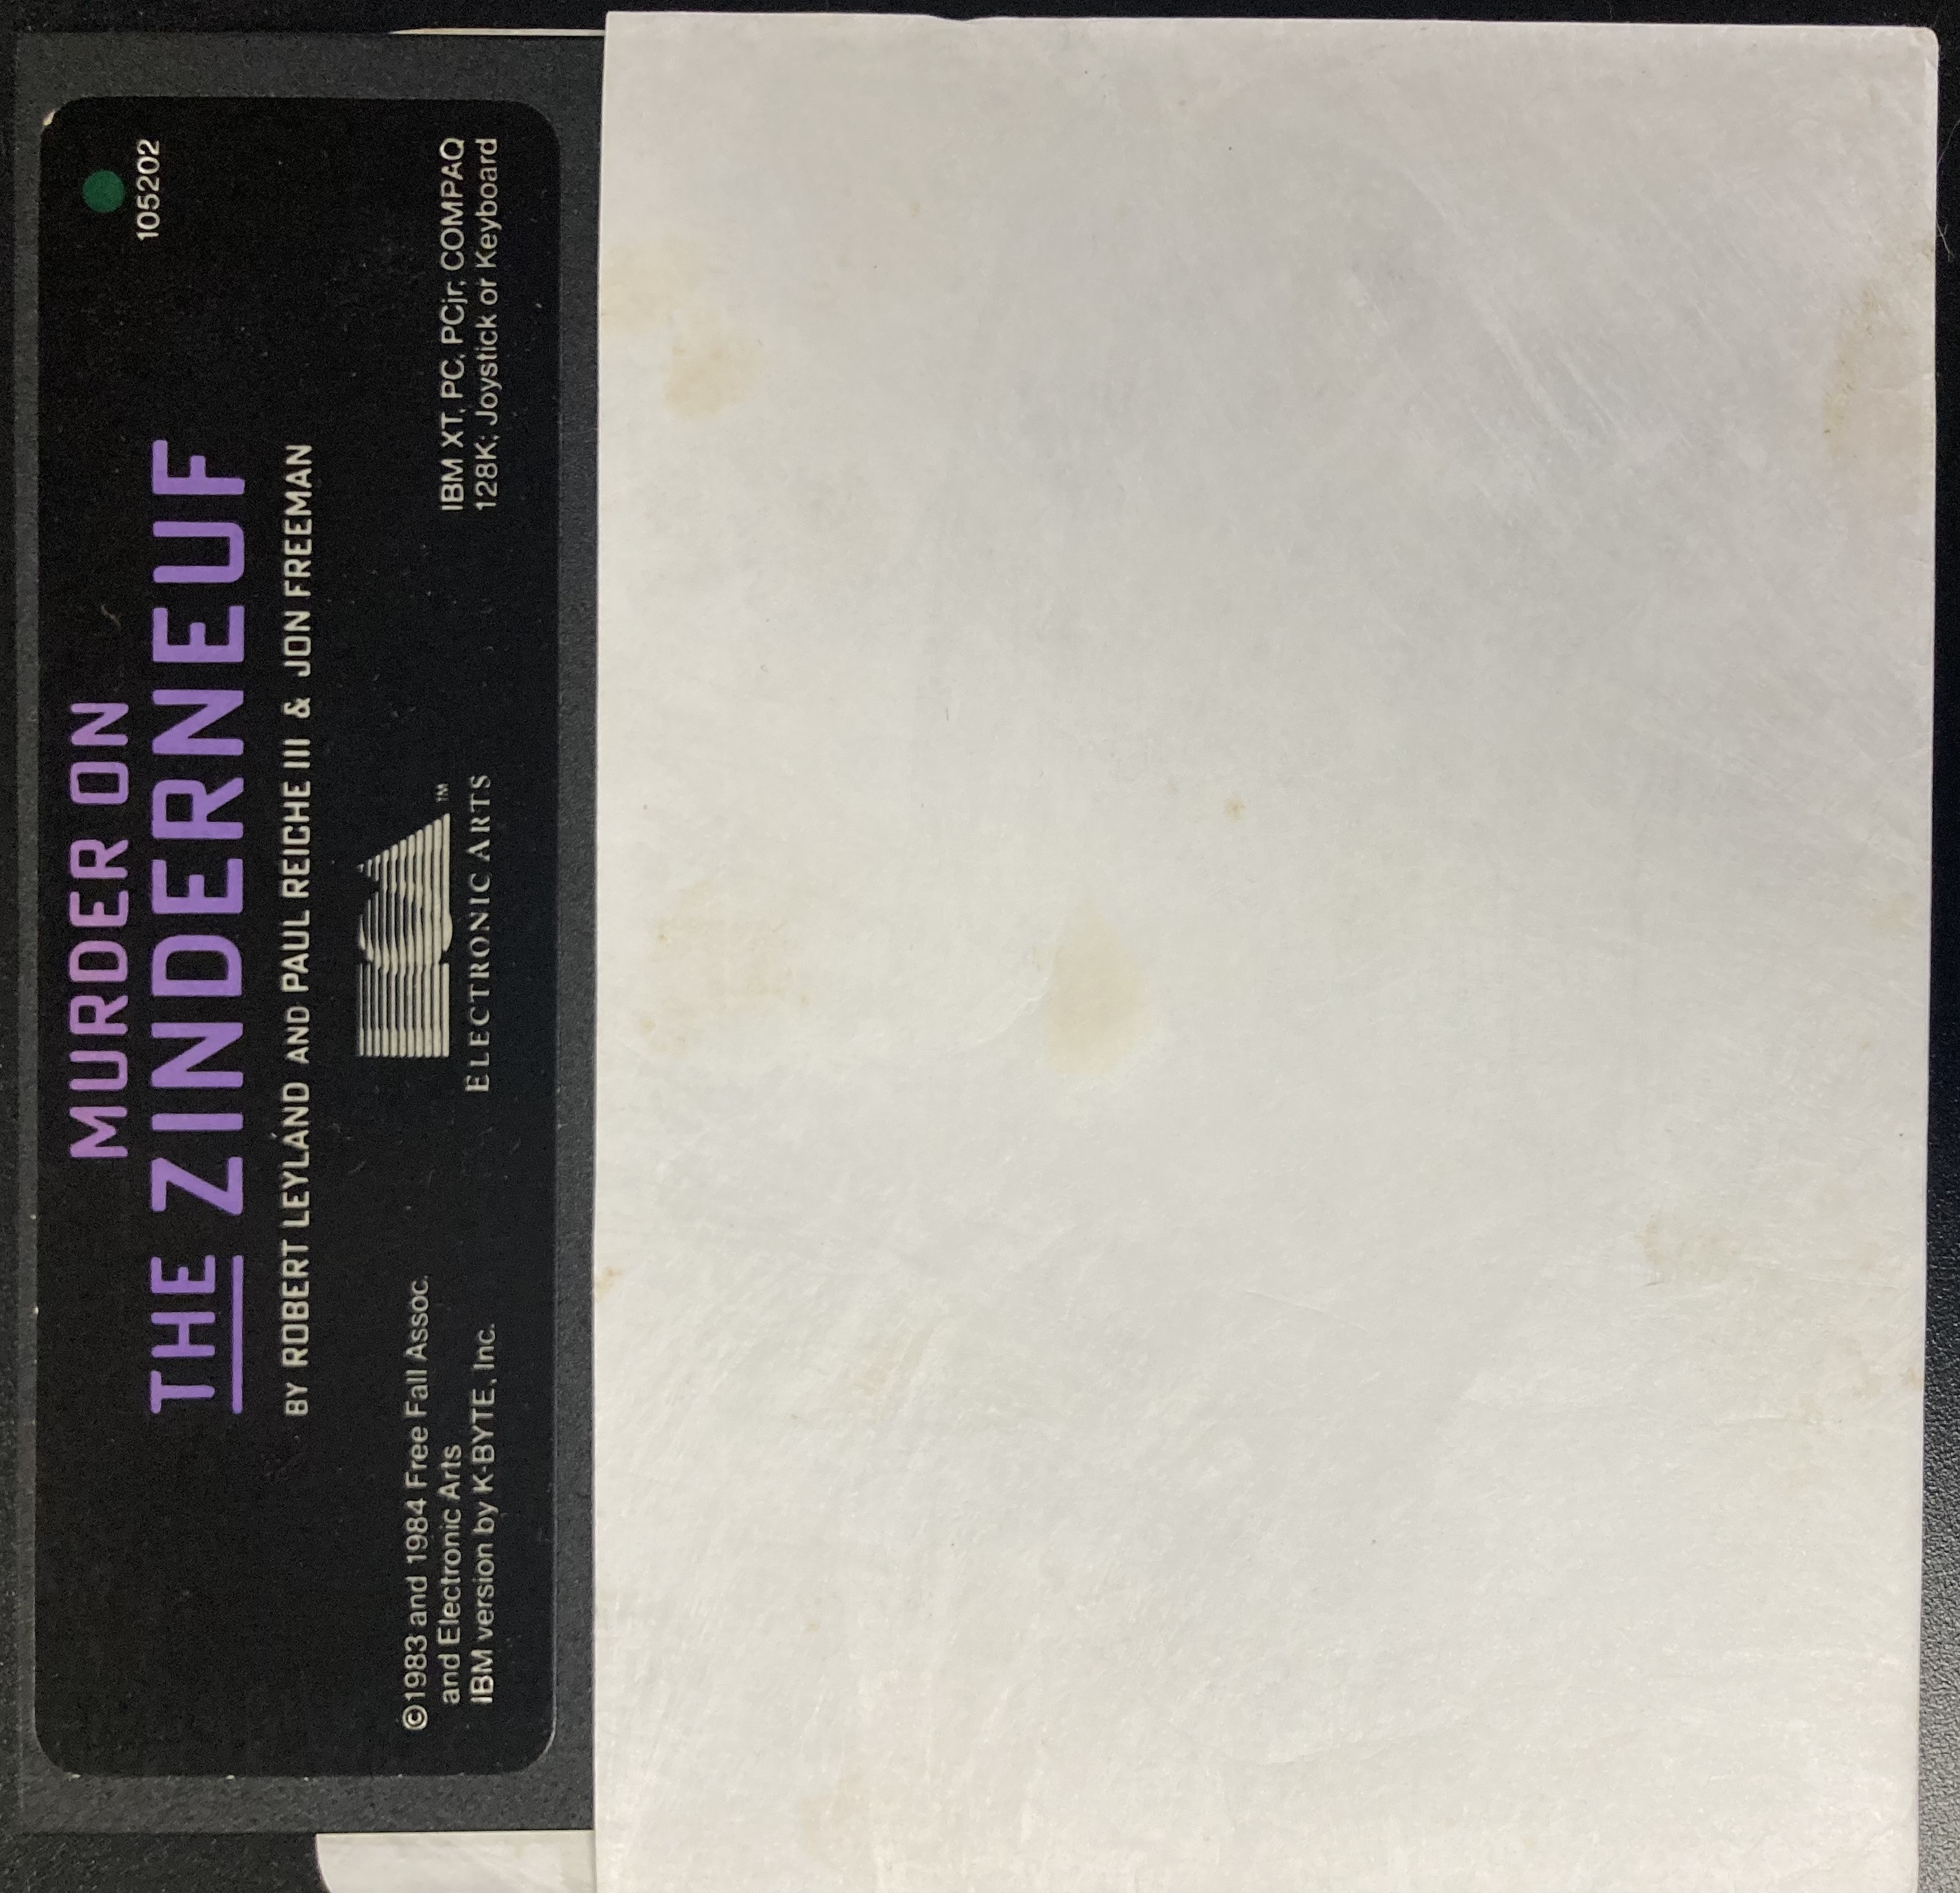 105202
MURDER ON
THE ZINDERNEUF
BY ROBERT LEYLAND AND PAUL REICHE III & JON FREEMAN
EA™
ELECTRONIC ARTS
©1983 and 1984 Free Fall Assoc.
and Electronic Arts
IBM version by K-BYTE, Inc.
IBM XT, PC, PCjr, COMPAQ
128K; Joystick or Keyboard